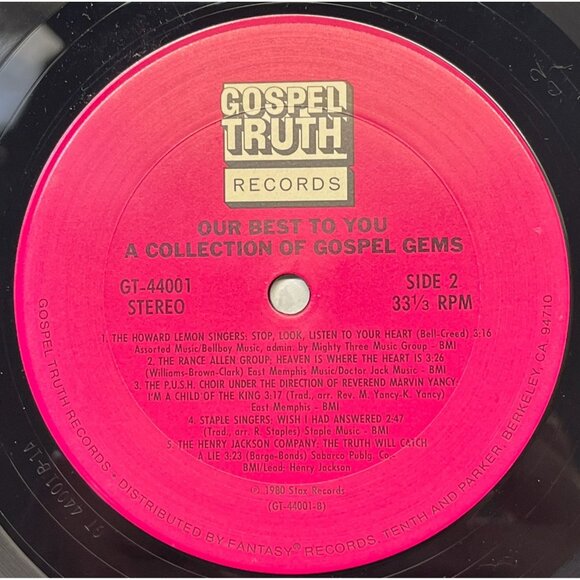 GOSPEL
TRUTH
RECORDS
OUR BEST TO YOU
A COLLECTION OF GOSPEL GEMS
GT-44001 SIDE 2
STEREO 33⅓ RPM
1. THE HOWARD LEMON SINGERS: STOP, LOOK, LISTEN TO YOUR HEART (Bell-Creed) 3:16
Assorted Music/Bellboy Music, admin. by Mighty Three Music Group - BMI
2. THE RANCE ALLEN GROUP: HEAVEN IS WHERE THE HEART IS 3:26
(Williams-Brown-Clark) East Memphis Music/Doctor Jack Music - BMI
3. THE P.U.S.H. CHOIR UNDER THE DIRECTION OF REVEREND MARVIN YANCY:
I'M A CHILD OF THE KING 3:17 (Trad., arr. Rev. M. Yancy-K. Yancy)
East Memphis - BMI
4. STAPLE SINGERS: WISH I HAD ANSWERED 2:47
(Trad., arr. R. Staples) Staple Music - BMI
5. THE HENRY JACKSON COMPANY: THE TRUTH WILL CATCH
A LIE 3:23 (Barge-Bonds) Sabarco Publg. Co.-
BMI/Lead: Henry Jackson
℗ 1980 Stax Records
(GT-44001-B)
GOSPEL TRUTH RECORDS • DISTRIBUTED BY FANTASY® RECORDS, TENTH AND PARKER, BERKELEY, CA. 94710
GT 44001-B-1A